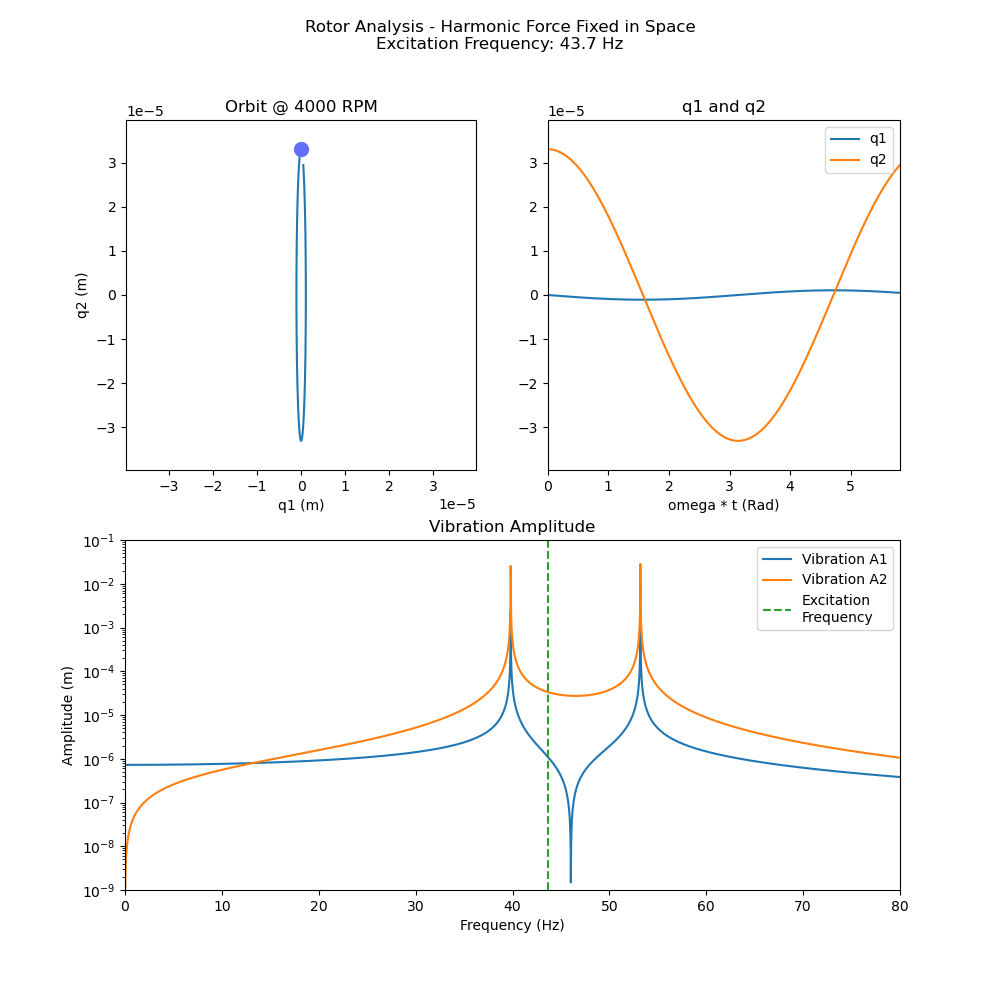 Rotor Analysis - Harmonic Force Fixed in Space
Excitation Frequency: 43.7 Hz
Orbit @ 4000 RPM
1e−5
3
2
1
0
−1
−2
−3
q2 (m)
−3 −2 −1 0 1 2 3
q1 (m)
1e−5
q1 and q2
1e−5
q1
q2
3
2
1
0
−1
−2
−3
0 1 2 3 4 5
omega * t (Rad)
Vibration Amplitude
Vibration A1
Vibration A2
Excitation
Frequency
10⁻¹
10⁻²
10⁻³
10⁻⁴
10⁻⁵
10⁻⁶
10⁻⁷
10⁻⁸
10⁻⁹
Amplitude (m)
0 10 20 30 40 50 60 70 80
Frequency (Hz)